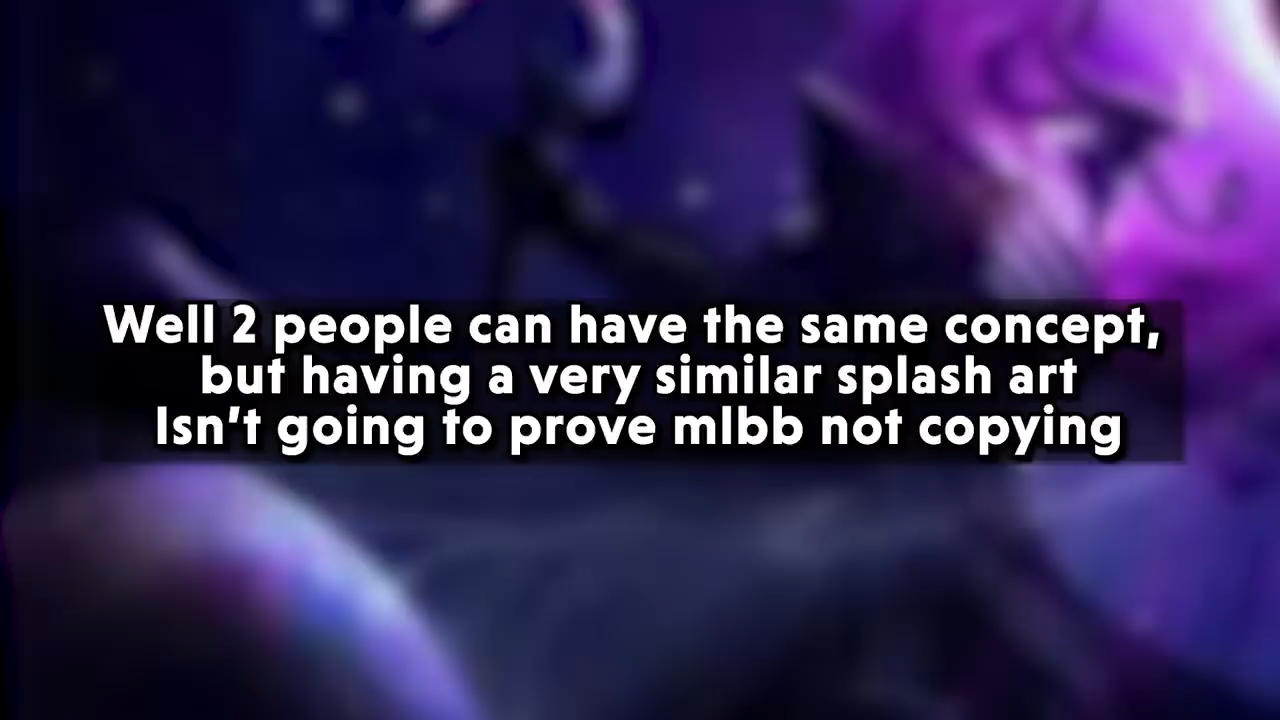 Well 2 people can have the same concept,
but having a very similar splash art
Isn't going to prove mlbb not copying